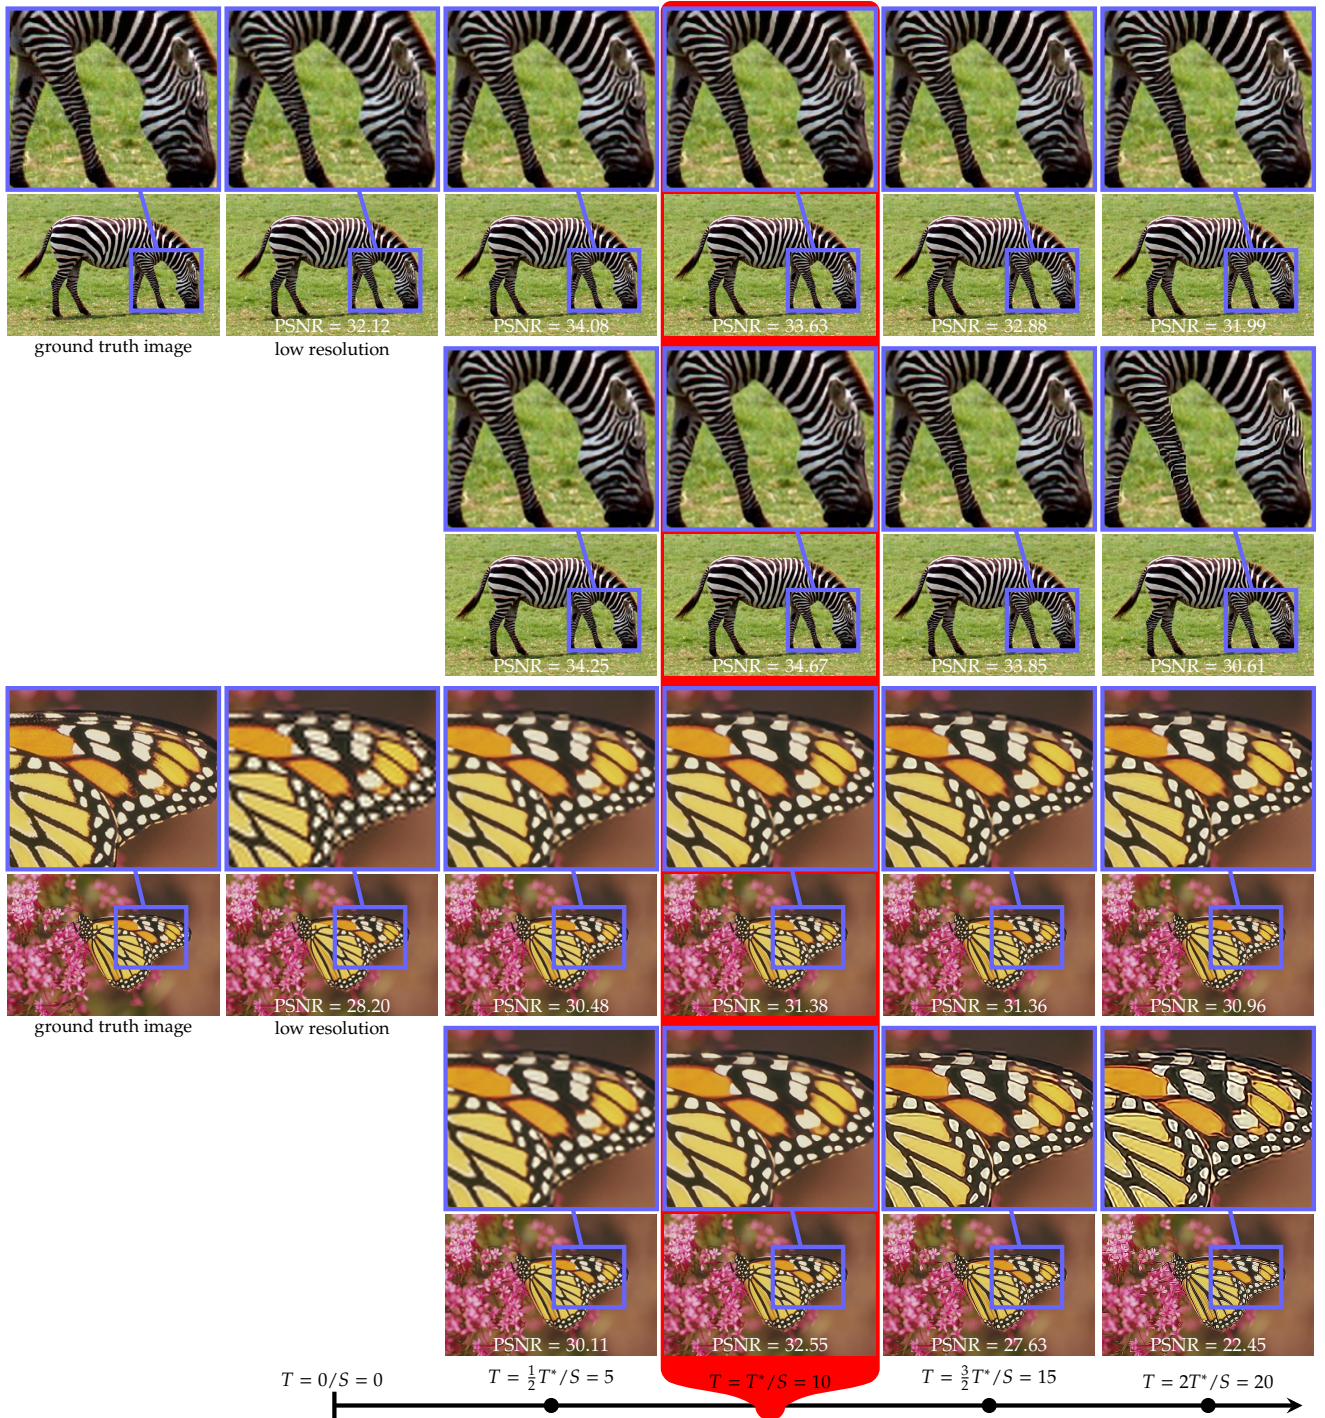 PSNR = 32.12
PSNR = 34.08
PSNR = 33.63
PSNR = 32.88
PSNR = 31.99
ground truth image
low resolution
PSNR = 34.25
PSNR = 34.67
PSNR = 33.85
PSNR = 30.61
PSNR = 28.20
PSNR = 30.48
PSNR = 31.38
PSNR = 31.36
PSNR = 30.96
ground truth image
low resolution
PSNR = 30.11
PSNR = 32.55
PSNR = 27.63
PSNR = 22.45
T = 0/S = 0
T = 1/2 T*/S = 5
T = T*/S = 10
T = 3/2 T*/S = 15
T = 2T*/S = 20